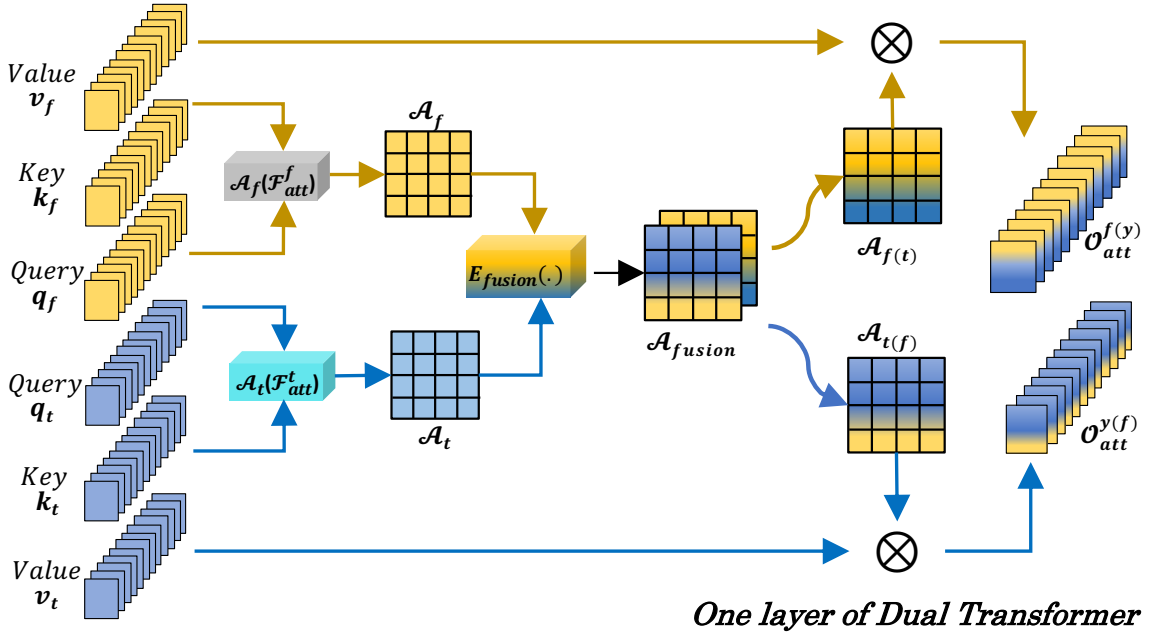 Value
𝒗_f
Key
𝒌_f
Query
𝒒_f
Query
𝒒_t
Key
𝒌_t
Value
𝒗_t
𝒜_f(ℱ^f_att)
𝒜_f
𝒜_t(ℱ^t_att)
𝒜_t
E_fusion(.)
𝒜_fusion
𝒜_f(t)
𝒜_t(f)
𝒪^f(y)_att
𝒪^y(f)_att
One layer of Dual Transformer